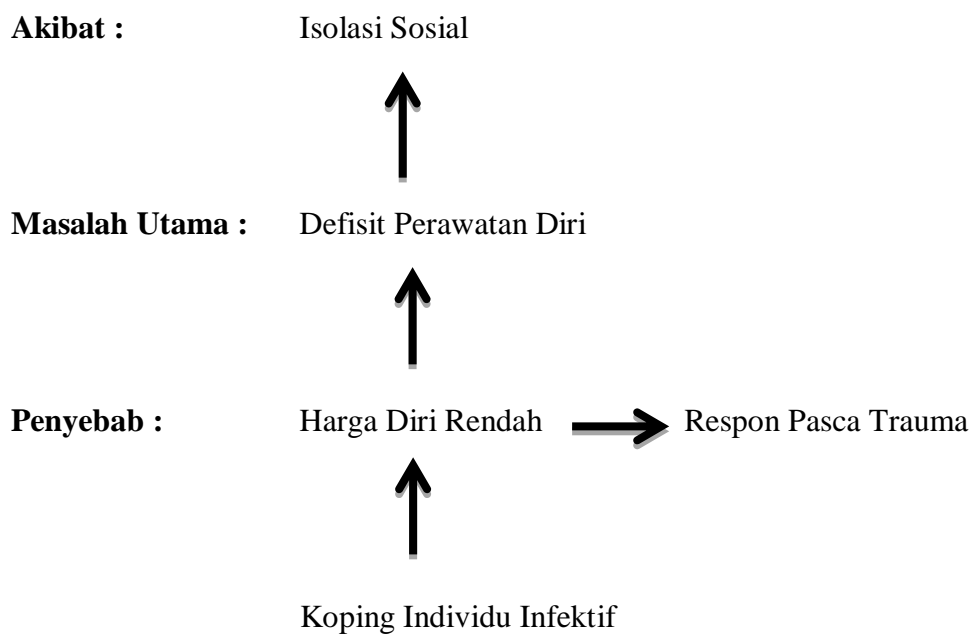 Akibat : Isolasi Sosial
Masalah Utama : Defisit Perawatan Diri
Penyebab : Harga Diri Rendah Respon Pasca Trauma
Koping Individu Infektif